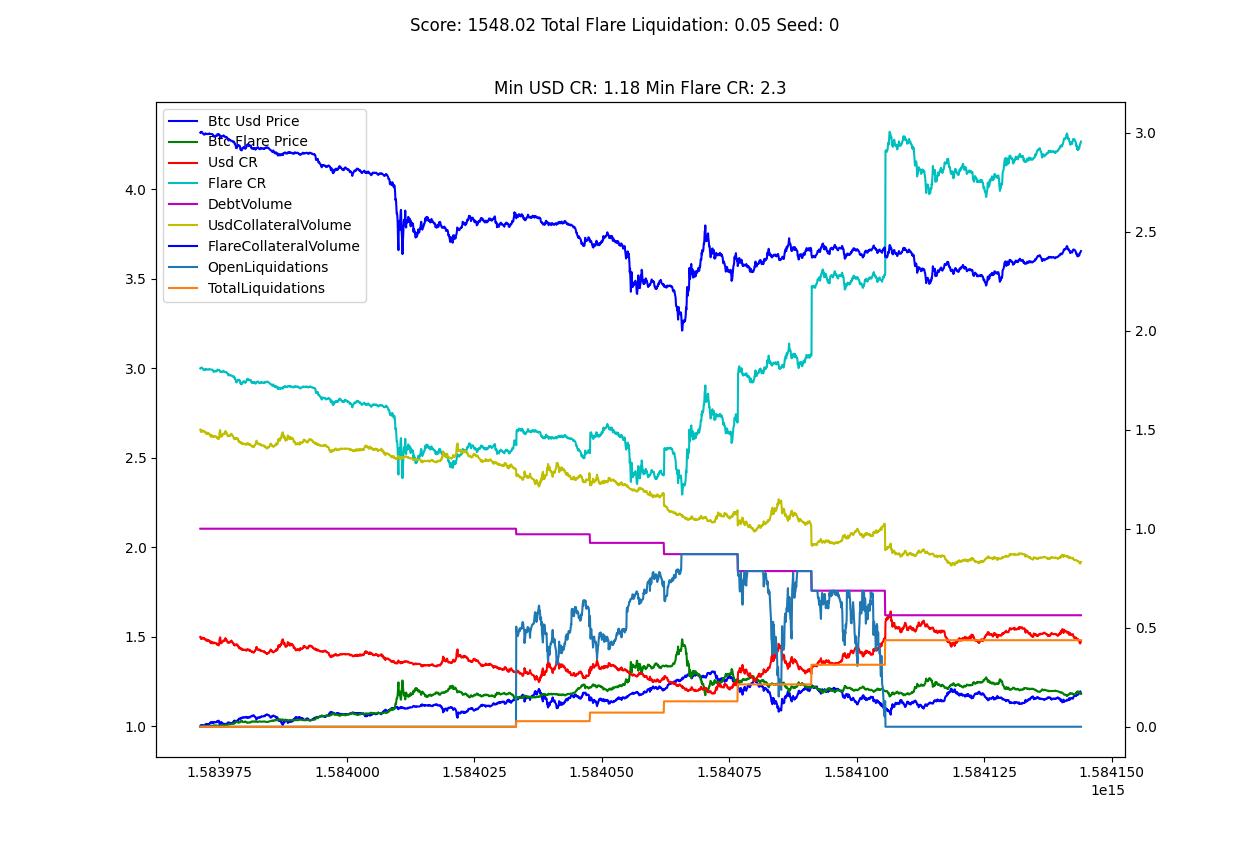 Score: 1548.02 Total Flare Liquidation: 0.05 Seed: 0
Min USD CR: 1.18 Min Flare CR: 2.3
Btc Usd Price
Btc Flare Price
Usd CR
Flare CR
DebtVolume
UsdCollateralVolume
FlareCollateralVolume
OpenLiquidations
TotalLiquidations
4.0
3.5
3.0
2.5
2.0
1.5
1.0
3.0
2.5
2.0
1.5
1.0
0.5
0.0
1.583975 1.584000 1.584025 1.584050 1.584075 1.584100 1.584125 1.584150
1e15